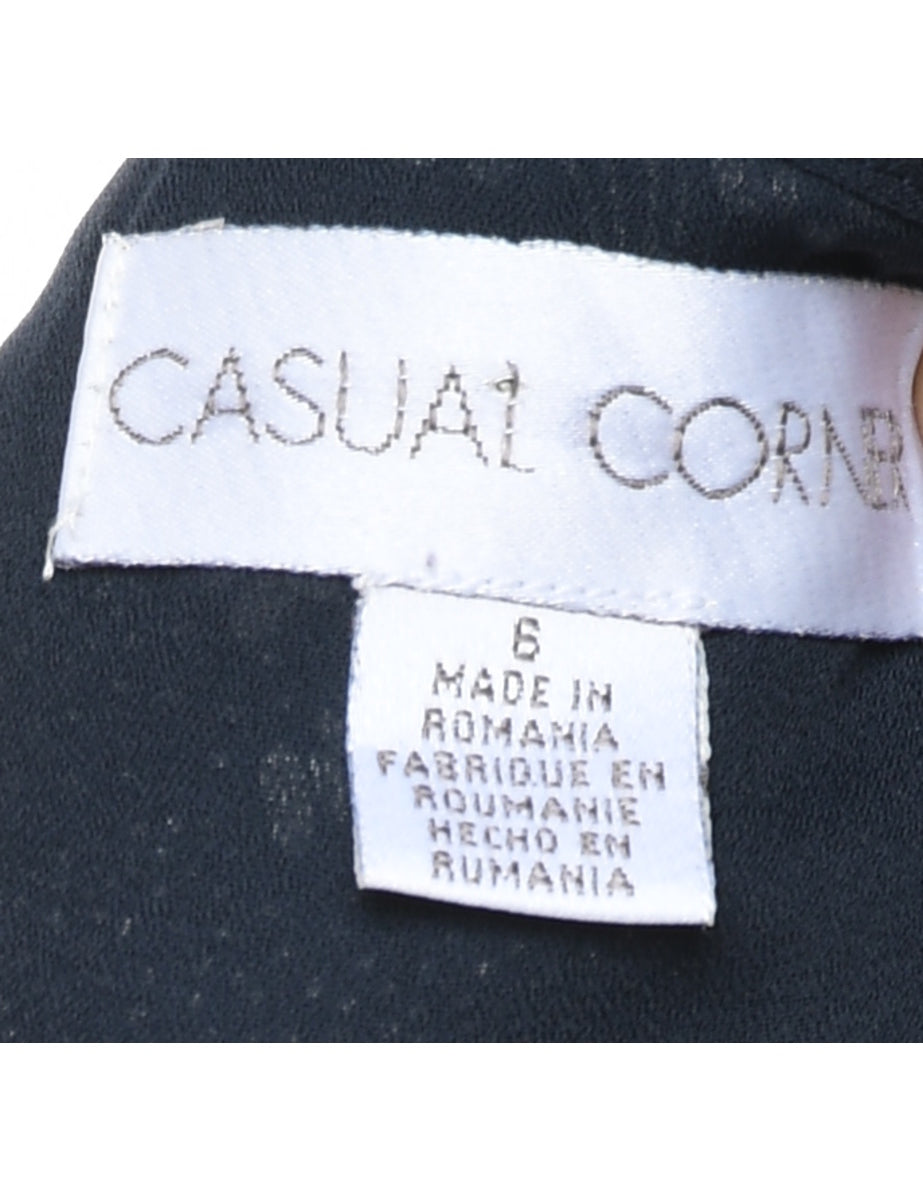 CASUAL CORNER
6
MADE IN
ROMANIA
FABRIQUE EN
ROUMANIE
HECHO EN
RUMANIA